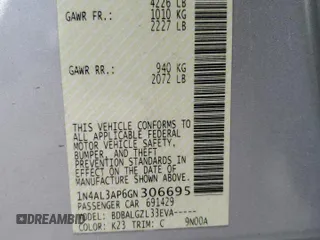 4226 LB
GAWR FR.: 1010 KG
2227 LB
GAWR RR.: 940 KG
2072 LB
THIS VEHICLE CONFORMS TO
ALL APPLICABLE FEDERAL
MOTOR VEHICLE SAFETY,
BUMPER, AND THEFT
PREVENTION STANDARDS
IN EFFECT ON THE DATE
OF MANUFACTURE SHOWN
ABOVE.
1N4AL3AP6GN306695
PASSENGER CAR 691429
MODEL: BDBALGZL33EVA-----
COLOR: K23 TRIM: C 9N00A
DREAMBID